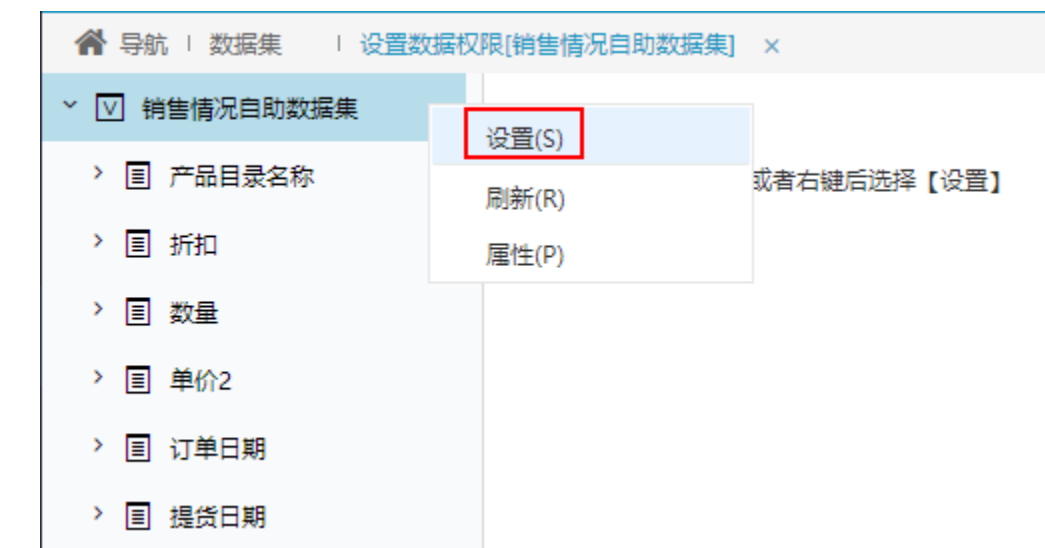 导航 数据集 设置数据权限[销售情况自助数据集] ×
销售情况自助数据集
设置(S)
产品目录名称
或者右键后选择【设置】
刷新(R)
折扣
属性(P)
数量
单价2
订单日期
提货日期